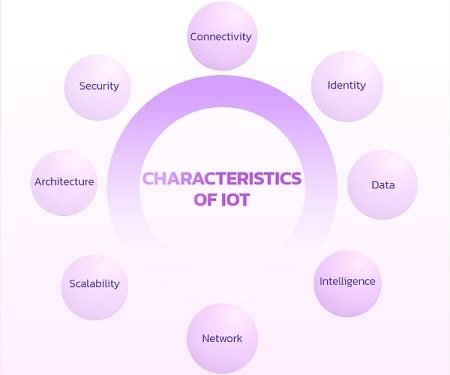 Connectivity
Security
Identity
Architecture
CHARACTERISTICS
OF IOT
Data
Scalability
Intelligence
Network